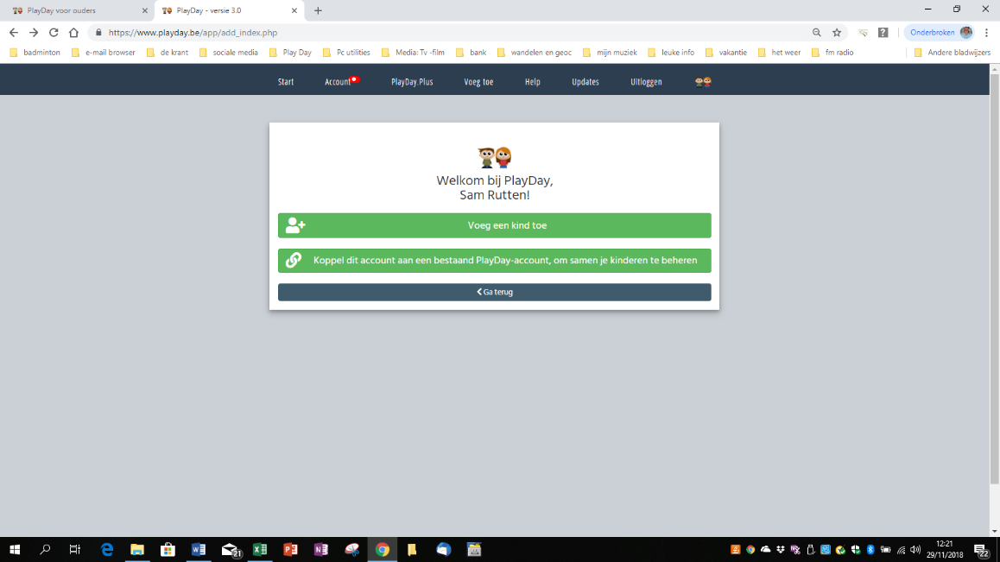 PlayDay voor ouders
PlayDay - versie 3.0
https://www.playday.be/app/add_index.php
Onderbroken
badminton
e-mail browser
de krant
sociale media
Play Day
Pc utilities
Media: Tv -film
bank
wandelen en geoc
mijn muziek
leuke info
vakantie
het weer
fm radio
Andere bladwijzers
Start
Account
PlayDay.Plus
Voeg toe
Help
Updates
Uitloggen
Welkom bij PlayDay,
Sam Rutten!
Voeg een kind toe
Koppel dit account aan een bestaand PlayDay-account, om samen je kinderen te beheren
Ga terug
21
12:21
29/11/2018
22